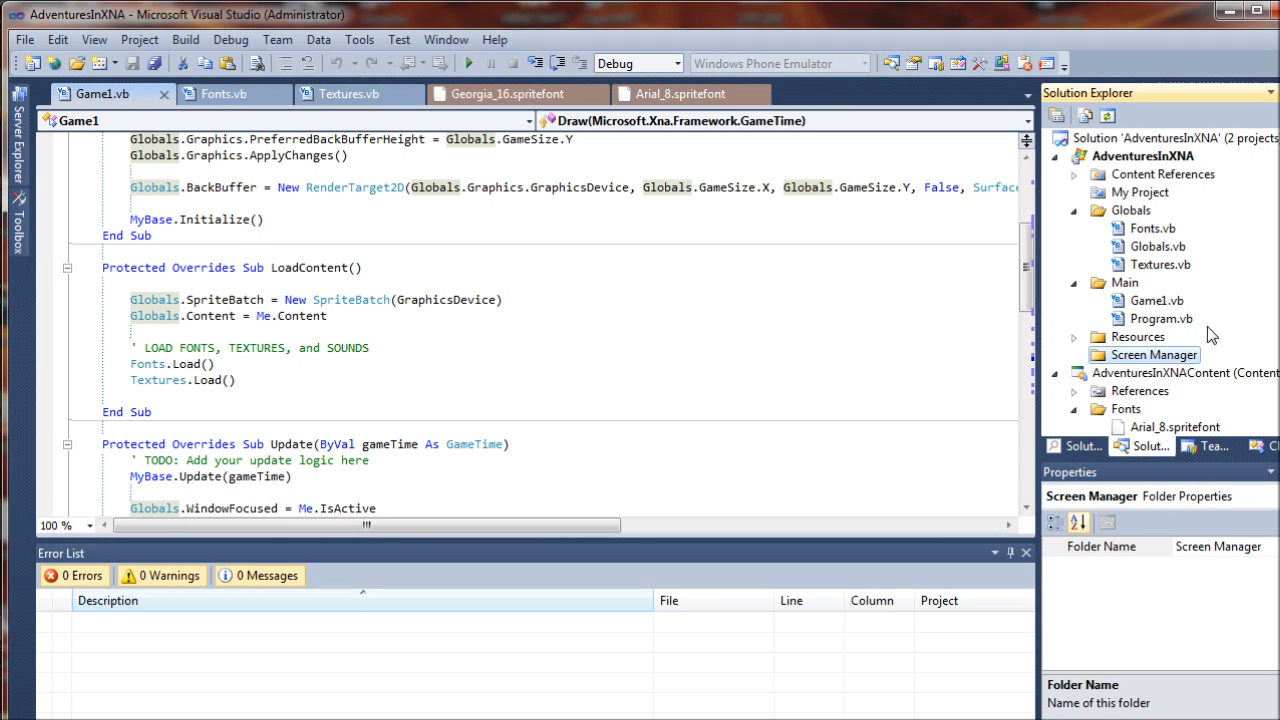 AdventuresInXNA - Microsoft Visual Studio (Administrator)
File Edit View Project Build Debug Team Data Tools Test Window Help
Debug Windows Phone Emulator
Game1.vb Fonts.vb Textures.vb Georgia_16.spritefont Arial_8.spritefont
Game1 Draw(Microsoft.Xna.Framework.GameTime)
Server Explorer
Toolbox
Globals.Graphics.PreferredBackBufferHeight = Globals.GameSize.Y
Globals.Graphics.ApplyChanges()
Globals.BackBuffer = New RenderTarget2D(Globals.Graphics.GraphicsDevice, Globals.GameSize.X, Globals.GameSize.Y, False, Surface
MyBase.Initialize()
End Sub
Protected Overrides Sub LoadContent()
Globals.SpriteBatch = New SpriteBatch(GraphicsDevice)
Globals.Content = Me.Content
' LOAD FONTS, TEXTURES, and SOUNDS
Fonts.Load()
Textures.Load()
End Sub
Protected Overrides Sub Update(ByVal gameTime As GameTime)
' TODO: Add your update logic here
MyBase.Update(gameTime)
Globals.WindowFocused = Me.IsActive
100 %
Error List
0 Errors 0 Warnings 0 Messages
Description File Line Column Project
Solution Explorer
Solution 'AdventuresInXNA' (2 projects
AdventuresInXNA
Content References
My Project
Globals
Fonts.vb
Globals.vb
Textures.vb
Main
Game1.vb
Program.vb
Resources
Screen Manager
AdventuresInXNAContent (Content
References
Fonts
Arial_8.spritefont
Solut... Solut... Tea... Cl
Properties
Screen Manager Folder Properties
Folder Name Screen Manager
Folder Name
Name of this folder